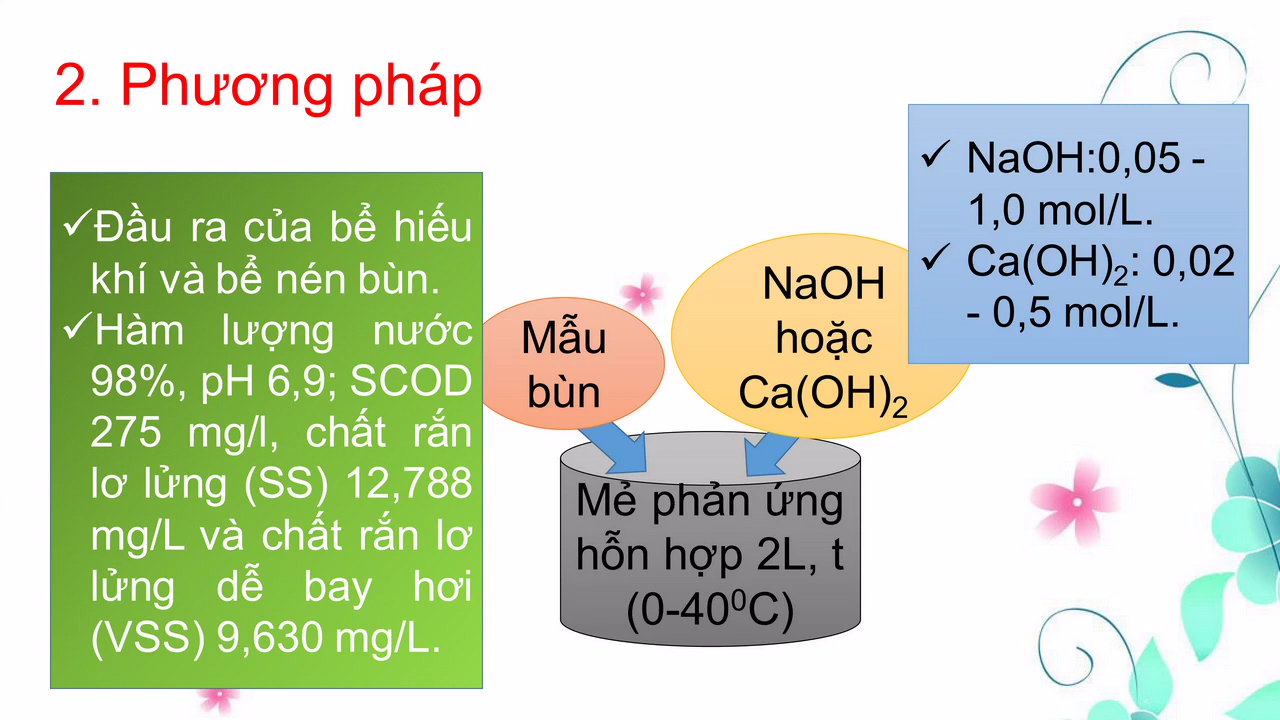 2. Phương pháp
✓Đầu ra của bể hiếu
khí và bể nén bùn.
✓Hàm lượng nước
98%, pH 6,9; SCOD
275 mg/l, chất rắn
lơ lửng (SS) 12,788
mg/L và chất rắn lơ
lửng dễ bay hơi
(VSS) 9,630 mg/L.
Mẫu
bùn
NaOH
hoặc
Ca(OH)₂
✓ NaOH:0,05 -
1,0 mol/L.
✓ Ca(OH)₂: 0,02
- 0,5 mol/L.
Mẻ phản ứng
hỗn hợp 2L, t
(0-40⁰C)